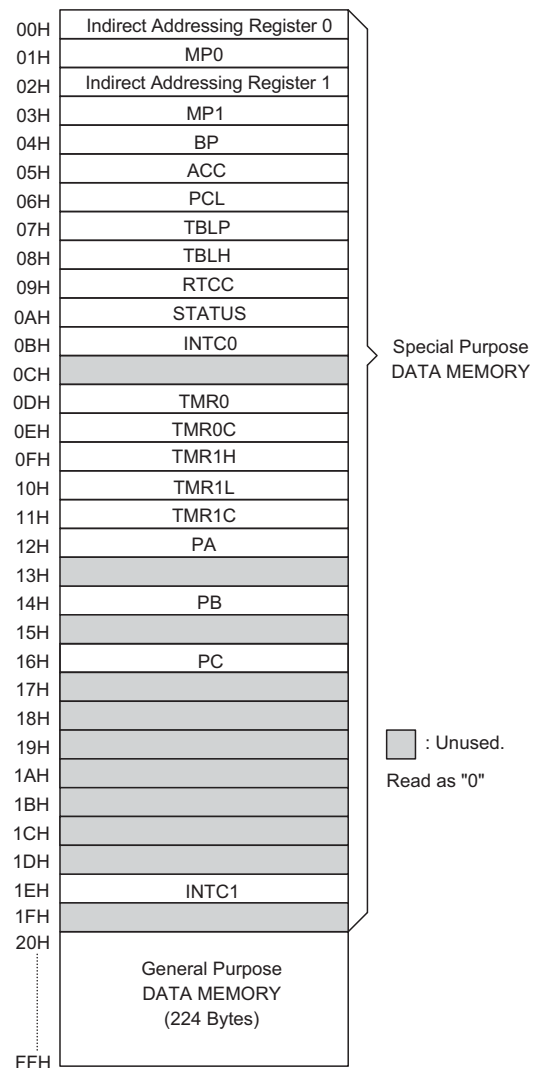 00H Indirect Addressing Register 0
01H MP0
02H Indirect Addressing Register 1
03H MP1
04H BP
05H ACC
06H PCL
07H TBLP
08H TBLH
09H RTCC
0AH STATUS
0BH INTC0
0CH
0DH TMR0
0EH TMR0C
0FH TMR1H
10H TMR1L
11H TMR1C
12H PA
13H
14H PB
15H
16H PC
17H
18H
19H
1AH
1BH
1CH
1DH
1EH INTC1
1FH
20H
General Purpose
DATA MEMORY
(224 Bytes)
FFH
Special Purpose
DATA MEMORY
: Unused.
Read as "0"